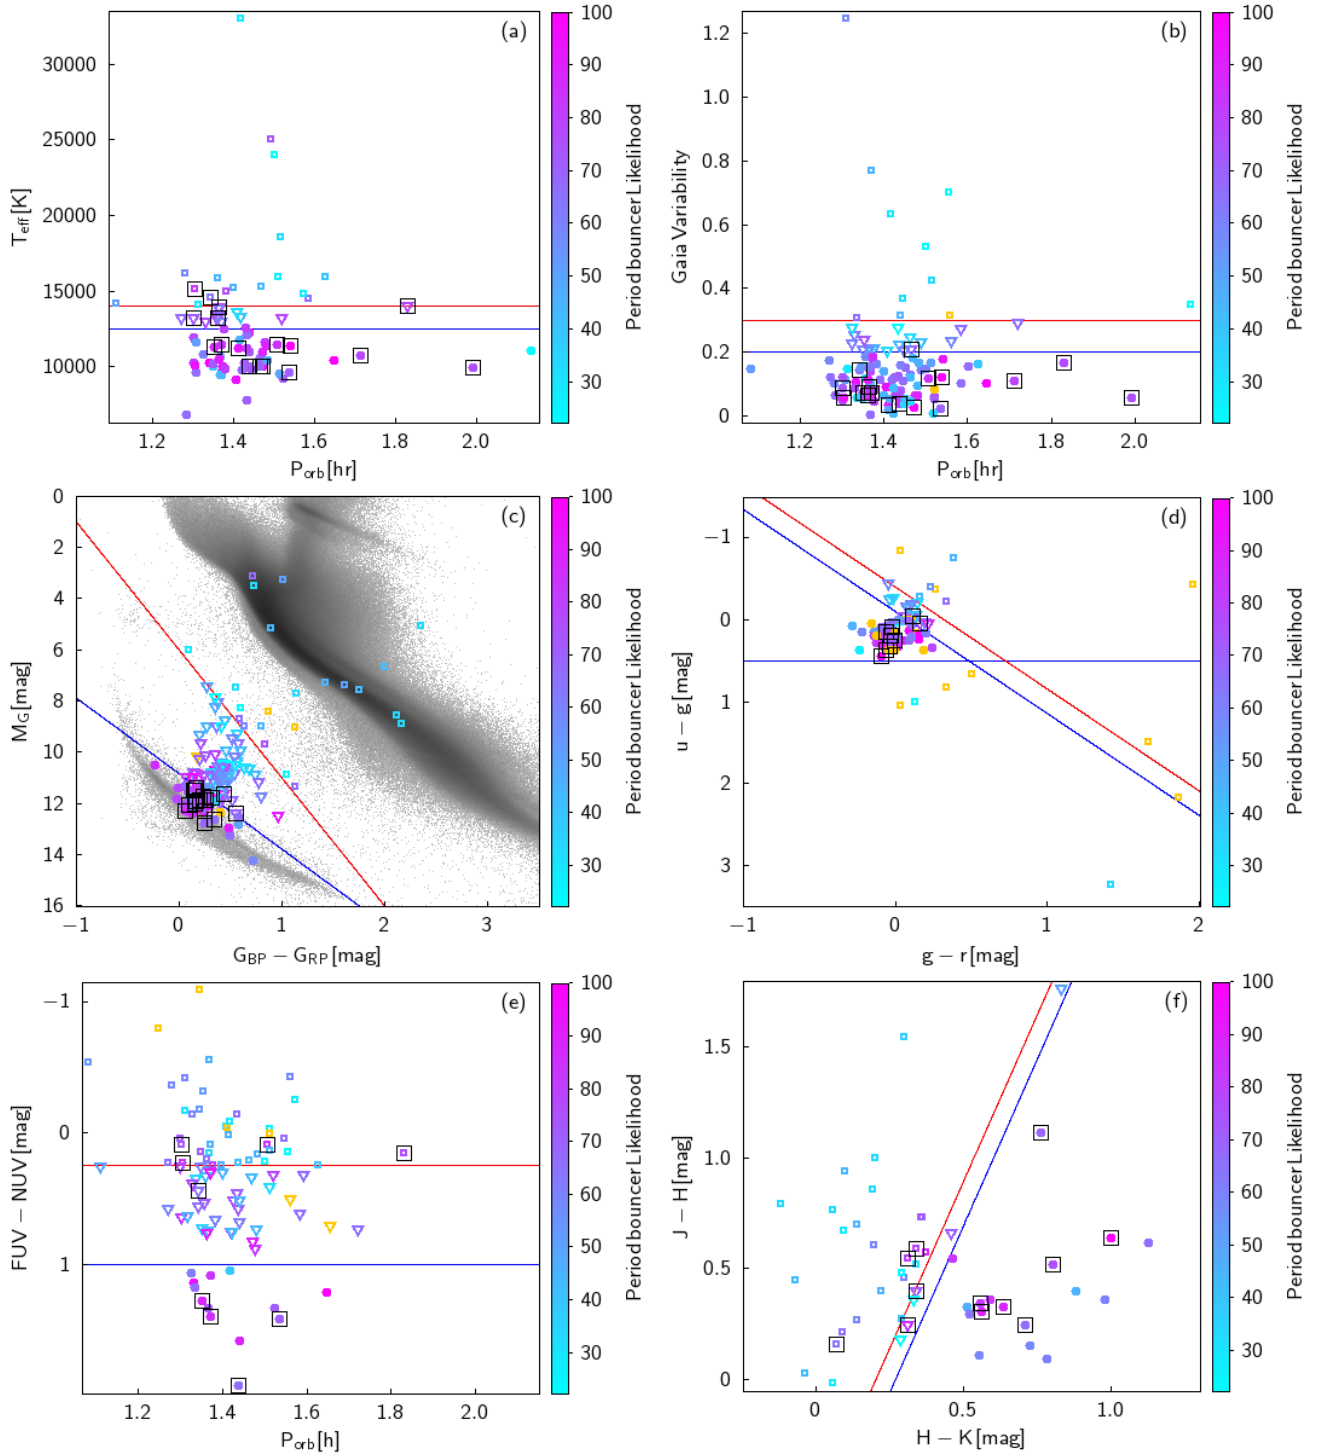 (a)
30000
25000
20000
15000
10000
T_eff [K]
1.2 1.4 1.6 1.8 2.0
P_orb [hr]
100
90
80
70
60
50
40
30
Period bouncer Likelihood
(b)
1.2
1.0
0.8
0.6
0.4
0.2
0
Gaia Variability
1.2 1.4 1.6 1.8 2.0
P_orb [hr]
100
90
80
70
60
50
40
30
Period bouncer Likelihood
(c)
0
2
4
6
8
10
12
14
16
M_G [mag]
−1 0 1 2 3
G_BP − G_RP [mag]
100
90
80
70
60
50
40
30
Period bouncer Likelihood
(d)
−1
0
1
2
3
u − g [mag]
−1 0 1 2
g − r [mag]
100
90
80
70
60
50
40
30
Period bouncer Likelihood
(e)
−1
0
1
FUV − NUV [mag]
1.2 1.4 1.6 1.8 2.0
P_orb [h]
100
90
80
70
60
50
40
30
Period bouncer Likelihood
(f)
1.5
1.0
0.5
0
J − H [mag]
0 0.5 1.0
H − K [mag]
100
90
80
70
60
50
40
30
Period bouncer Likelihood